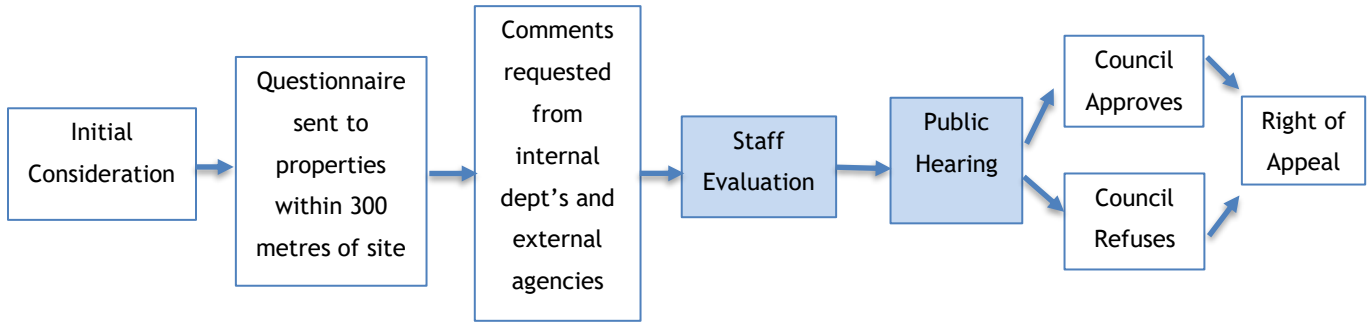 Initial
Consideration
Questionnaire
sent to
properties
within 300
metres of site
Comments
requested
from
internal
dept’s and
external
agencies
Staff
Evaluation
Public
Hearing
Council
Approves
Council
Refuses
Right of
Appeal